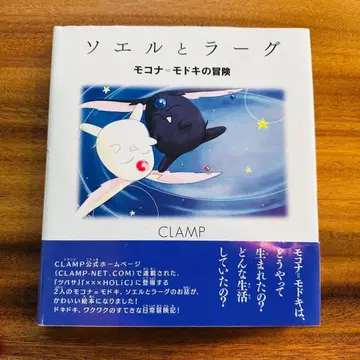 ソエルとラーグ
モコナ=モドキの冒険
CLAMP
CLAMP公式ホームページ
(CLAMP-NET.COM)で連載された、
「ツバサ」「×××HOLiC」に登場する
2人のモコナ=モドキ、ソエルとラーグのお話が、
かわいい絵本になりました!
ドキドキ、ワクワクのすてきな日常冒険記!
モコナ=モドキは、
どうやって
生まれたの?
どんな生活
していたの?